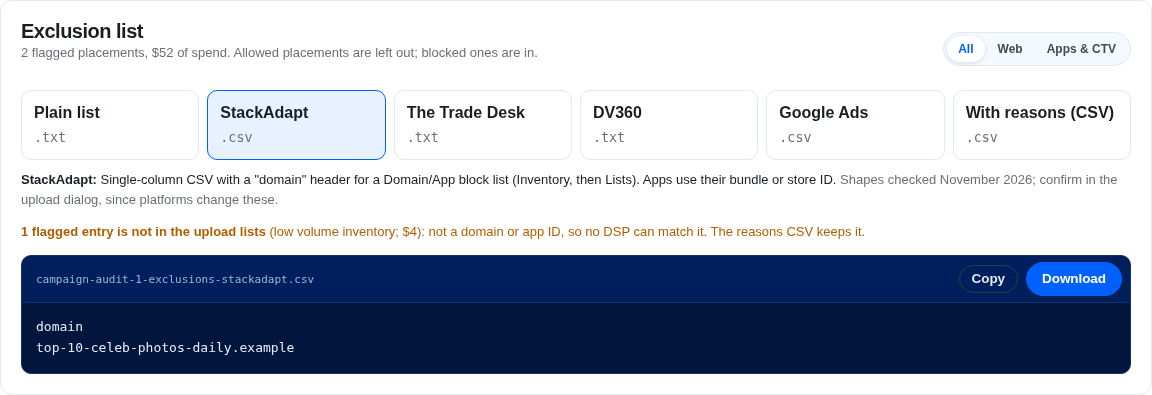 Exclusion list
2 flagged placements, $52 of spend. Allowed placements are left out; blocked ones are in.
All Web Apps & CTV
Plain list
.txt
StackAdapt
.csv
The Trade Desk
.txt
DV360
.txt
Google Ads
.csv
With reasons (CSV)
.csv
StackAdapt: Single-column CSV with a "domain" header for a Domain/App block list (Inventory, then Lists). Apps use their bundle or store ID. Shapes checked November 2026; confirm in the
upload dialog, since platforms change these.
1 flagged entry is not in the upload lists (low volume inventory; $4): not a domain or app ID, so no DSP can match it. The reasons CSV keeps it.
campaign-audit-1-exclusions-stackadapt.csv
Copy Download
domain
top-10-celeb-photos-daily.example